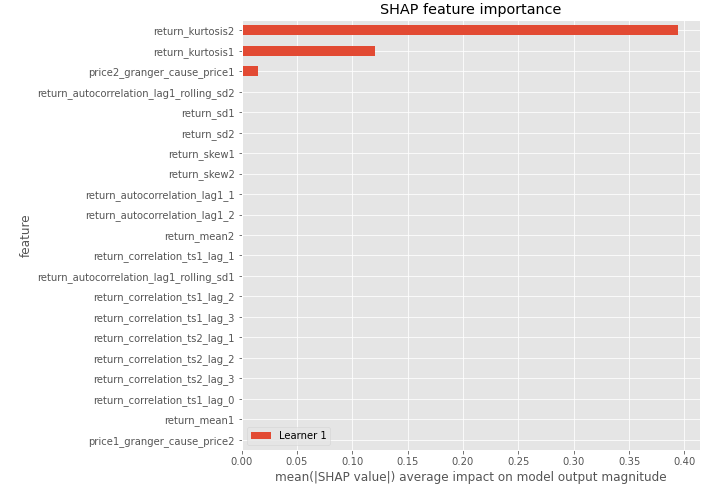 SHAP feature importance
return_kurtosis2
return_kurtosis1
price2_granger_cause_price1
return_autocorrelation_lag1_rolling_sd2
return_sd1
return_sd2
return_skew1
return_skew2
return_autocorrelation_lag1_1
return_autocorrelation_lag1_2
return_mean2
return_correlation_ts1_lag_1
return_autocorrelation_lag1_rolling_sd1
return_correlation_ts1_lag_2
return_correlation_ts1_lag_3
return_correlation_ts2_lag_1
return_correlation_ts2_lag_2
return_correlation_ts2_lag_3
return_correlation_ts1_lag_0
return_mean1
price1_granger_cause_price2
feature
Learner 1
0.00 0.05 0.10 0.15 0.20 0.25 0.30 0.35 0.40
mean(|SHAP value|) average impact on model output magnitude